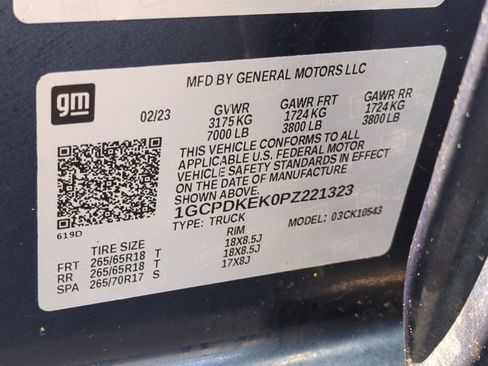 gm
MFD BY GENERAL MOTORS LLC
02/23 GVWR GAWR FRT GAWR RR
3175 KG 1724 KG 1724 KG
7000 LB 3800 LB 3800 LB
THIS VEHICLE CONFORMS TO ALL
APPLICABLE U.S. FEDERAL MOTOR
VEHICLE SAFETY STANDARDS IN EFFECT
ON THE DATE OF MANUFACTURE
SHOWN ABOVE.
1GCPDKEK0PZ221323
TYPE: TRUCK MODEL: 03CK10543
619D
TIRE SIZE RiM
FRT 265/65R18 T 18X8.5J
RR 265/65R18 T 18X8.5J
SPA 265/70R17 S 17X8J